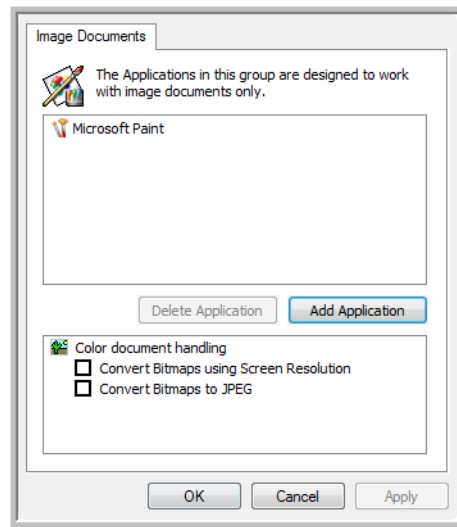 Image Documents
The Applications in this group are designed to work
with image documents only.
Microsoft Paint
Delete Application
Add Application
Color document handling
Convert Bitmaps using Screen Resolution
Convert Bitmaps to JPEG
OK
Cancel
Apply